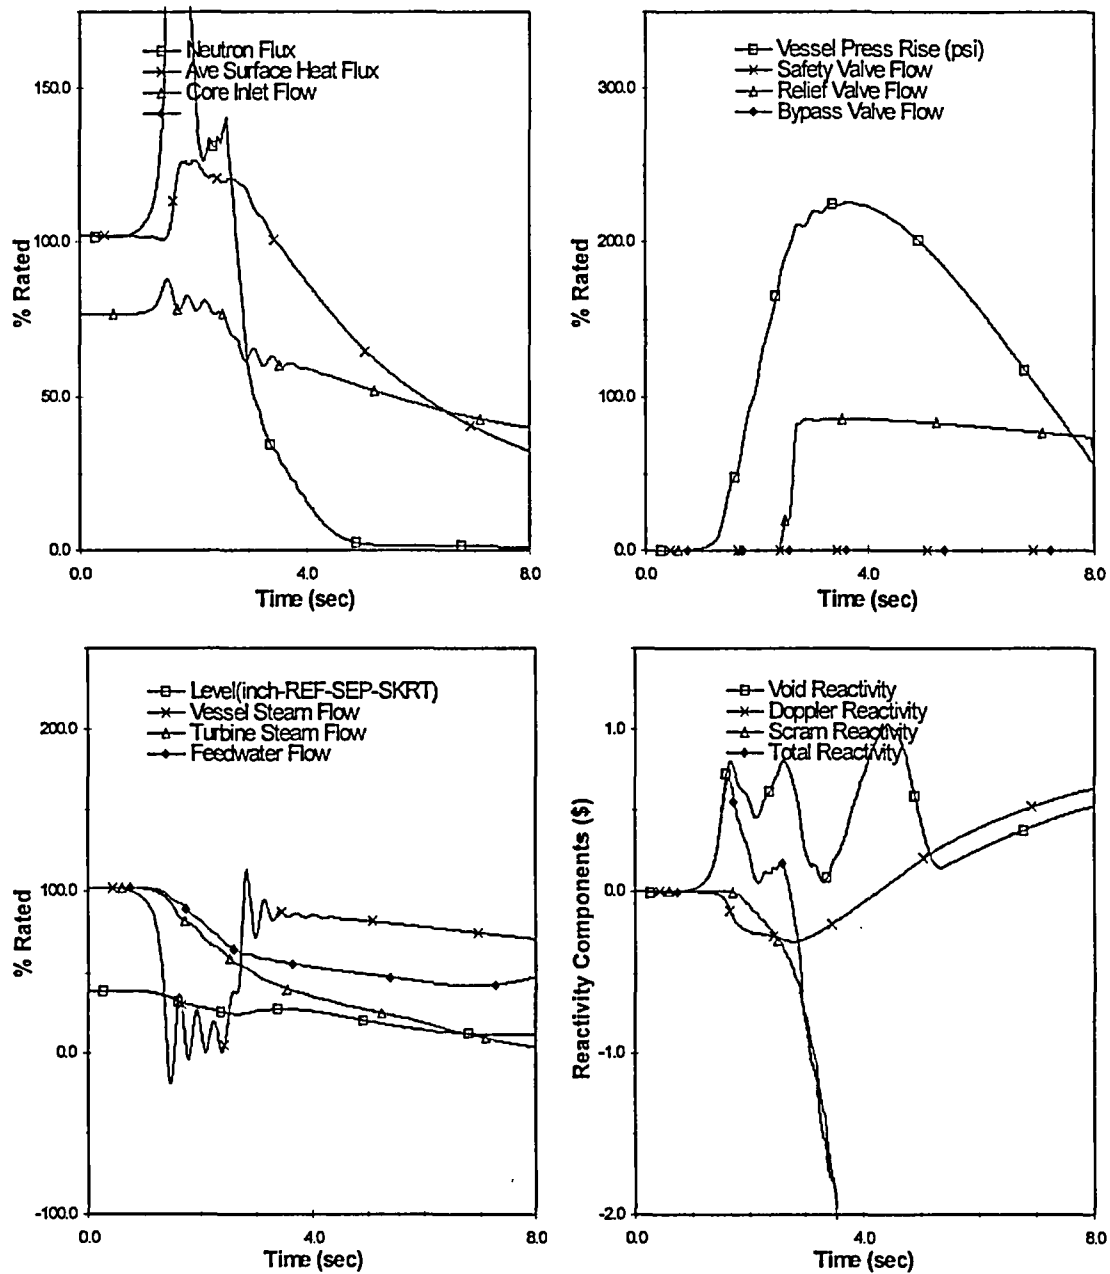 Neutron Flux
Ave Surface Heat Flux
Core Inlet Flow
150.0
100.0
50.0
0.0
% Rated
0.0
4.0
8.0
Time (sec)
Vessel Press Rise (psi)
Safety Valve Flow
Relief Valve Flow
Bypass Valve Flow
300.0
200.0
100.0
0.0
% Rated
0.0
4.0
8.0
Time (sec)
Level(inch-REF-SEP-SKRT)
Vessel Steam Flow
Turbine Steam Flow
Feedwater Flow
200.0
100.0
0.0
-100.0
% Rated
0.0
4.0
8.0
Time (sec)
Void Reactivity
Doppler Reactivity
Scram Reactivity
Total Reactivity
1.0
0.0
-1.0
-2.0
Reactivity Components ($)
0.0
4.0
8.0
Time (sec)